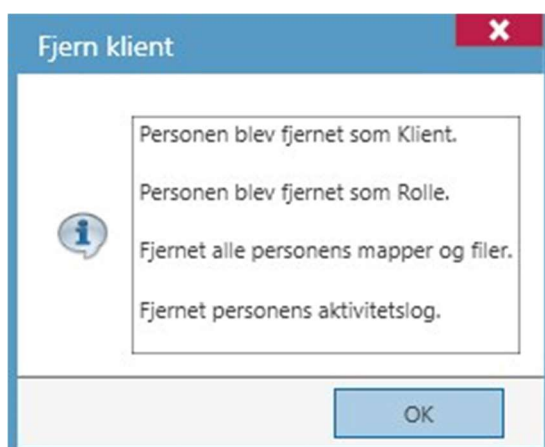 Fjern klient
Personen blev fjernet som Klient.
Personen blev fjernet som Rolle.
Fjernet alle personens mapper og filer.
Fjernet personens aktivitetslog.
OK